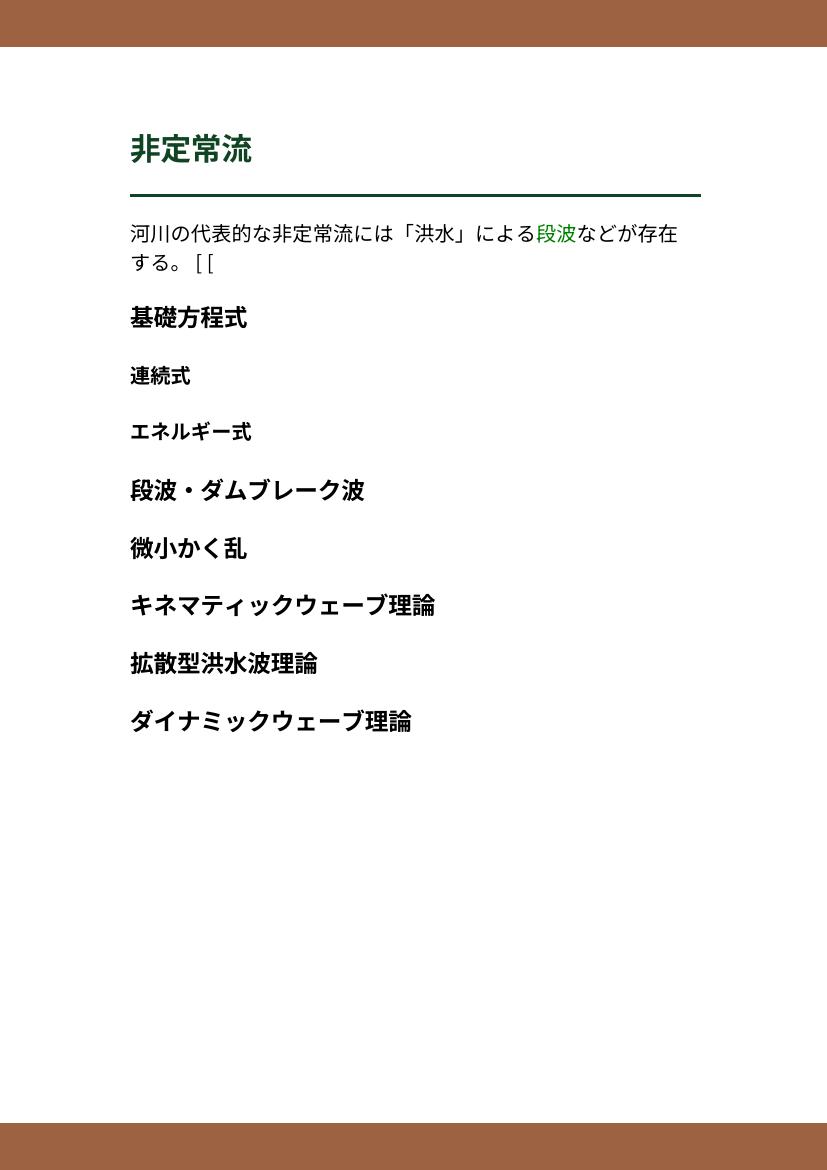 非定常流
河川の代表的な非定常流には「洪水」による段波などが存在
する。 [ [
基礎方程式
連続式
エネルギー式
段波・ダムブレーク波
微小かく乱
キネマティックウェーブ理論
拡散型洪水波理論
ダイナミックウェーブ理論